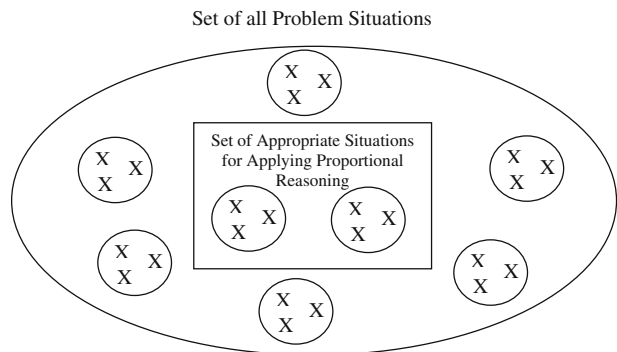 Set of all Problem Situations
X X
X
Set of Appropriate Situations
for Applying Proportional
Reasoning
X X
X
X X
X
X X
X
X X
X
X X
X
X X
X
X X
X